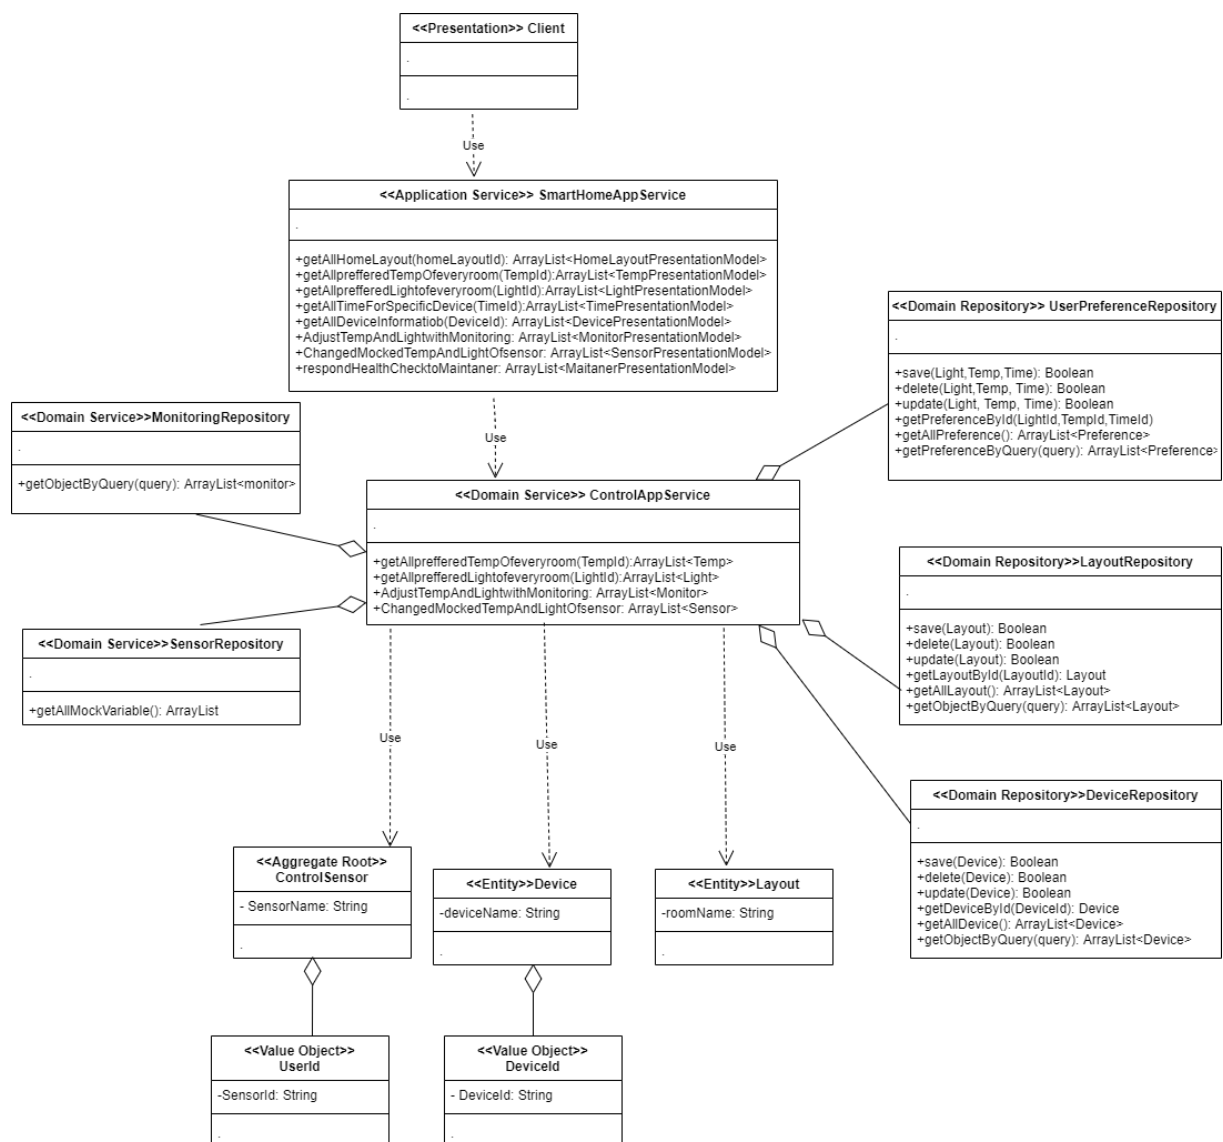 <<Presentation>> Client
.
.
Use
<<Application Service>> SmartHomeAppService
.
+getAllHomeLayout(homeLayoutId): ArrayList<HomeLayoutPresentationModel>
+getAllprefferedTempOfeveryroom(TempId):ArrayList<TempPresentationModel>
+getAllprefferedLightofeveryroom(LightId):ArrayList<LightPresentationModel>
+getAllTimeForSpecificDevice(TimeId):ArrayList<TimePresentationModel>
+getAllDeviceInformatiob(DeviceId): ArrayList<DevicePresentationModel>
+AdjustTempAndLightwithMonitoring: ArrayList<MonitorPresentationModel>
+ChangedMockedTempAndLightOfsensor: ArrayList<SensorPresentationModel>
+respondHealthChecktoMaintaner: ArrayList<MaitanerPresentationModel>
Use
<<Domain Repository>> UserPreferenceRepository
.
+save(Light,Temp,Time): Boolean
+delete(Light,Temp, Time): Boolean
+update(Light, Temp, Time): Boolean
+getPreferenceById(LightId,TempId,TimeId)
+getAllPreference(): ArrayList<Preference>
+getPreferenceByQuery(query): ArrayList<Preference>
<<Domain Service>>MonitoringRepository
.
+getObjectByQuery(query): ArrayList<monitor>
<<Domain Service>> ControlAppService
.
+getAllprefferedTempOfeveryroom(TempId):ArrayList<Temp>
+getAllprefferedLightofeveryroom(LightId):ArrayList<Light>
+AdjustTempAndLightwithMonitoring: ArrayList<Monitor>
+ChangedMockedTempAndLightOfsensor: ArrayList<Sensor>
<<Domain Repository>>LayoutRepository
.
+save(Layout): Boolean
+delete(Layout): Boolean
+update(Layout): Boolean
+getLayoutById(LayoutId): Layout
+getAllLayout(): ArrayList<Layout>
+getObjectByQuery(query): ArrayList<Layout>
<<Domain Service>>SensorRepository
.
+getAllMockVariable(): ArrayList
Use
Use
Use
<<Domain Repository>>DeviceRepository
.
+save(Device): Boolean
+delete(Device): Boolean
+update(Device): Boolean
+getDeviceById(DeviceId): Device
+getAllDevice(): ArrayList<Device>
+getObjectByQuery(query): ArrayList<Device>
<<Aggregate Root>>
ControlSensor
- SensorName: String
.
<<Entity>>Device
-deviceName: String
.
<<Entity>>Layout
-roomName: String
.
<<Value Object>>
UserId
-SensorId: String
.
<<Value Object>>
DeviceId
- DeviceId: String
.